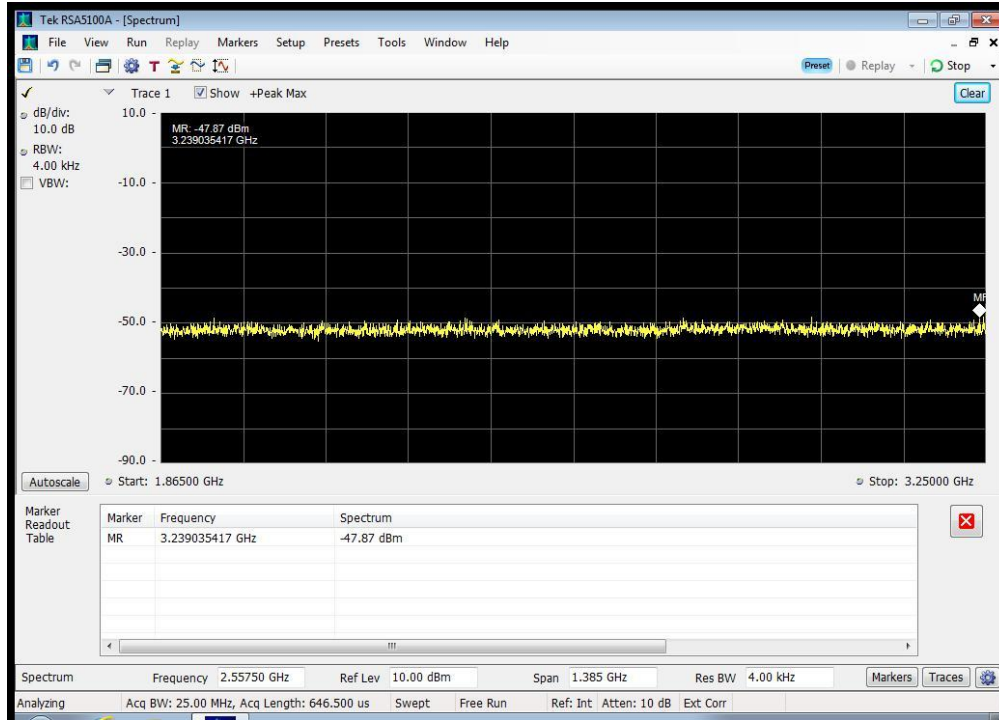 Tek RSA5100A - [Spectrum]
File View Run Replay Markers Setup Presets Tools Window Help
T Preset Replay Stop
Trace 1 Show +Peak Max Clear
dB/div:
10.0 dB
RBW:
4.00 kHz
VBW:
10.0
MR: -47.87 dBm
3.239035417 GHz
-10.0
-30.0
MR
-50.0
-70.0
-90.0
Autoscale Start: 1.86500 GHz Stop: 3.25000 GHz
Marker
Readout
Table
Marker Frequency Spectrum
MR 3.239035417 GHz -47.87 dBm
Spectrum Frequency 2.55750 GHz Ref Lev 10.00 dBm Span 1.385 GHz Res BW 4.00 kHz Markers Traces
Analyzing Acq BW: 25.00 MHz, Acq Length: 646.500 us Swept Free Run Ref: Int Atten: 10 dB Ext Corr